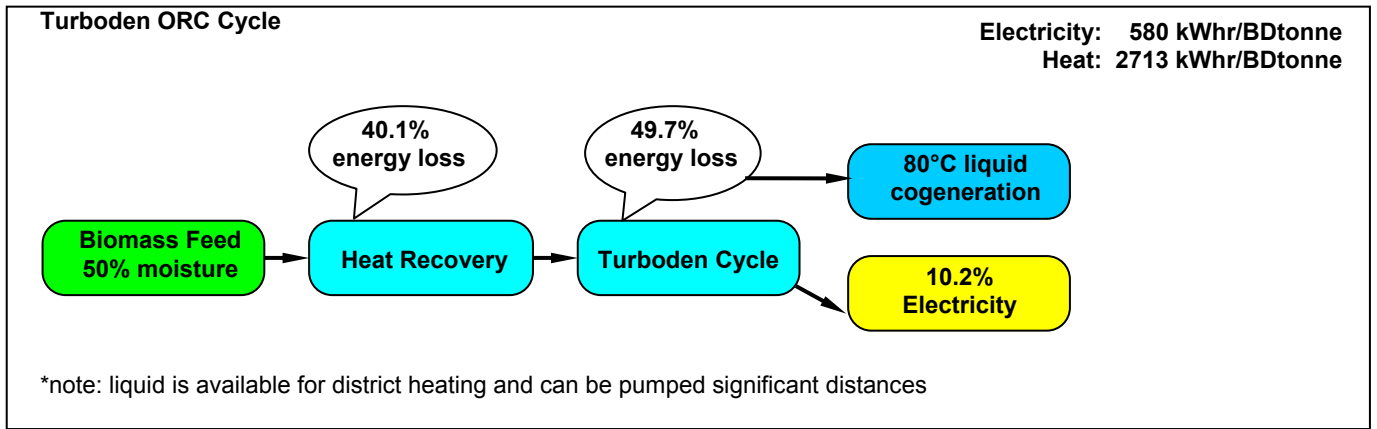 Turboden ORC Cycle
Electricity: 580 kWhr/BDtonne
Heat: 2713 kWhr/BDtonne
40.1%
energy loss
49.7%
energy loss
80°C liquid
cogeneration
Biomass Feed
50% moisture
Heat Recovery
Turboden Cycle
10.2%
Electricity
*note: liquid is available for district heating and can be pumped significant distances